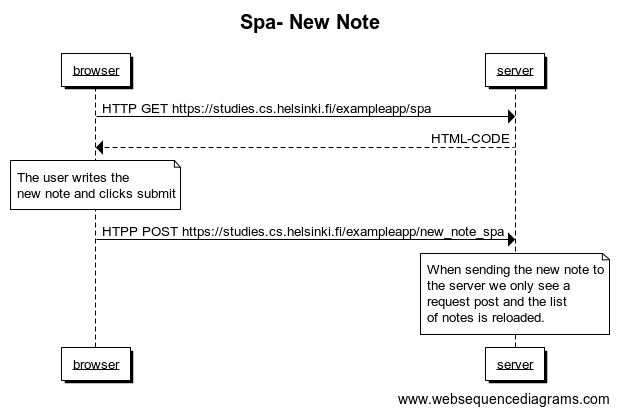 Spa- New Note
browser
server
HTTP GET https://studies.cs.helsinki.fi/exampleapp/spa
HTML-CODE
The user writes the
new note and clicks submit
HTPP POST https://studies.cs.helsinki.fi/exampleapp/new_note_spa
When sending the new note to
the server we only see a
request post and the list
of notes is reloaded.
browser
server
www.websequencediagrams.com